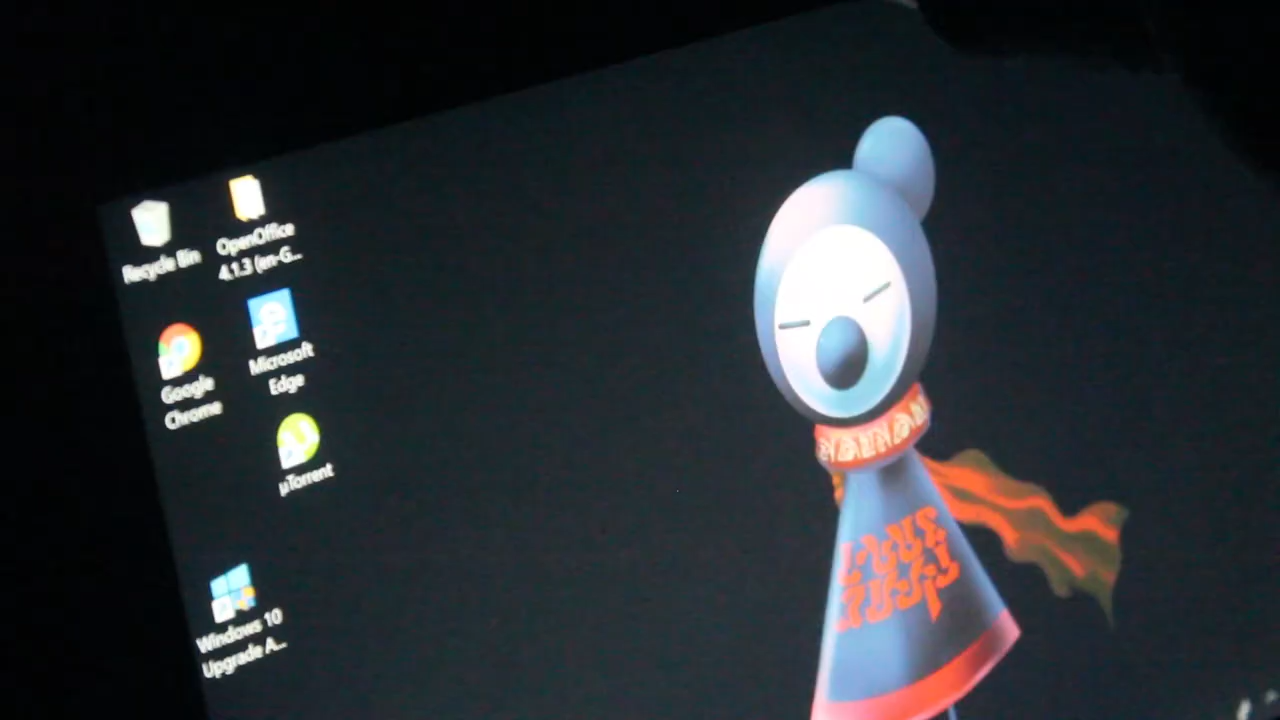 Recycle Bin
OpenOffice
4.1.3 (en-G...
Google
Chrome
Microsoft
Edge
µTorrent
Windows 10
Upgrade A...